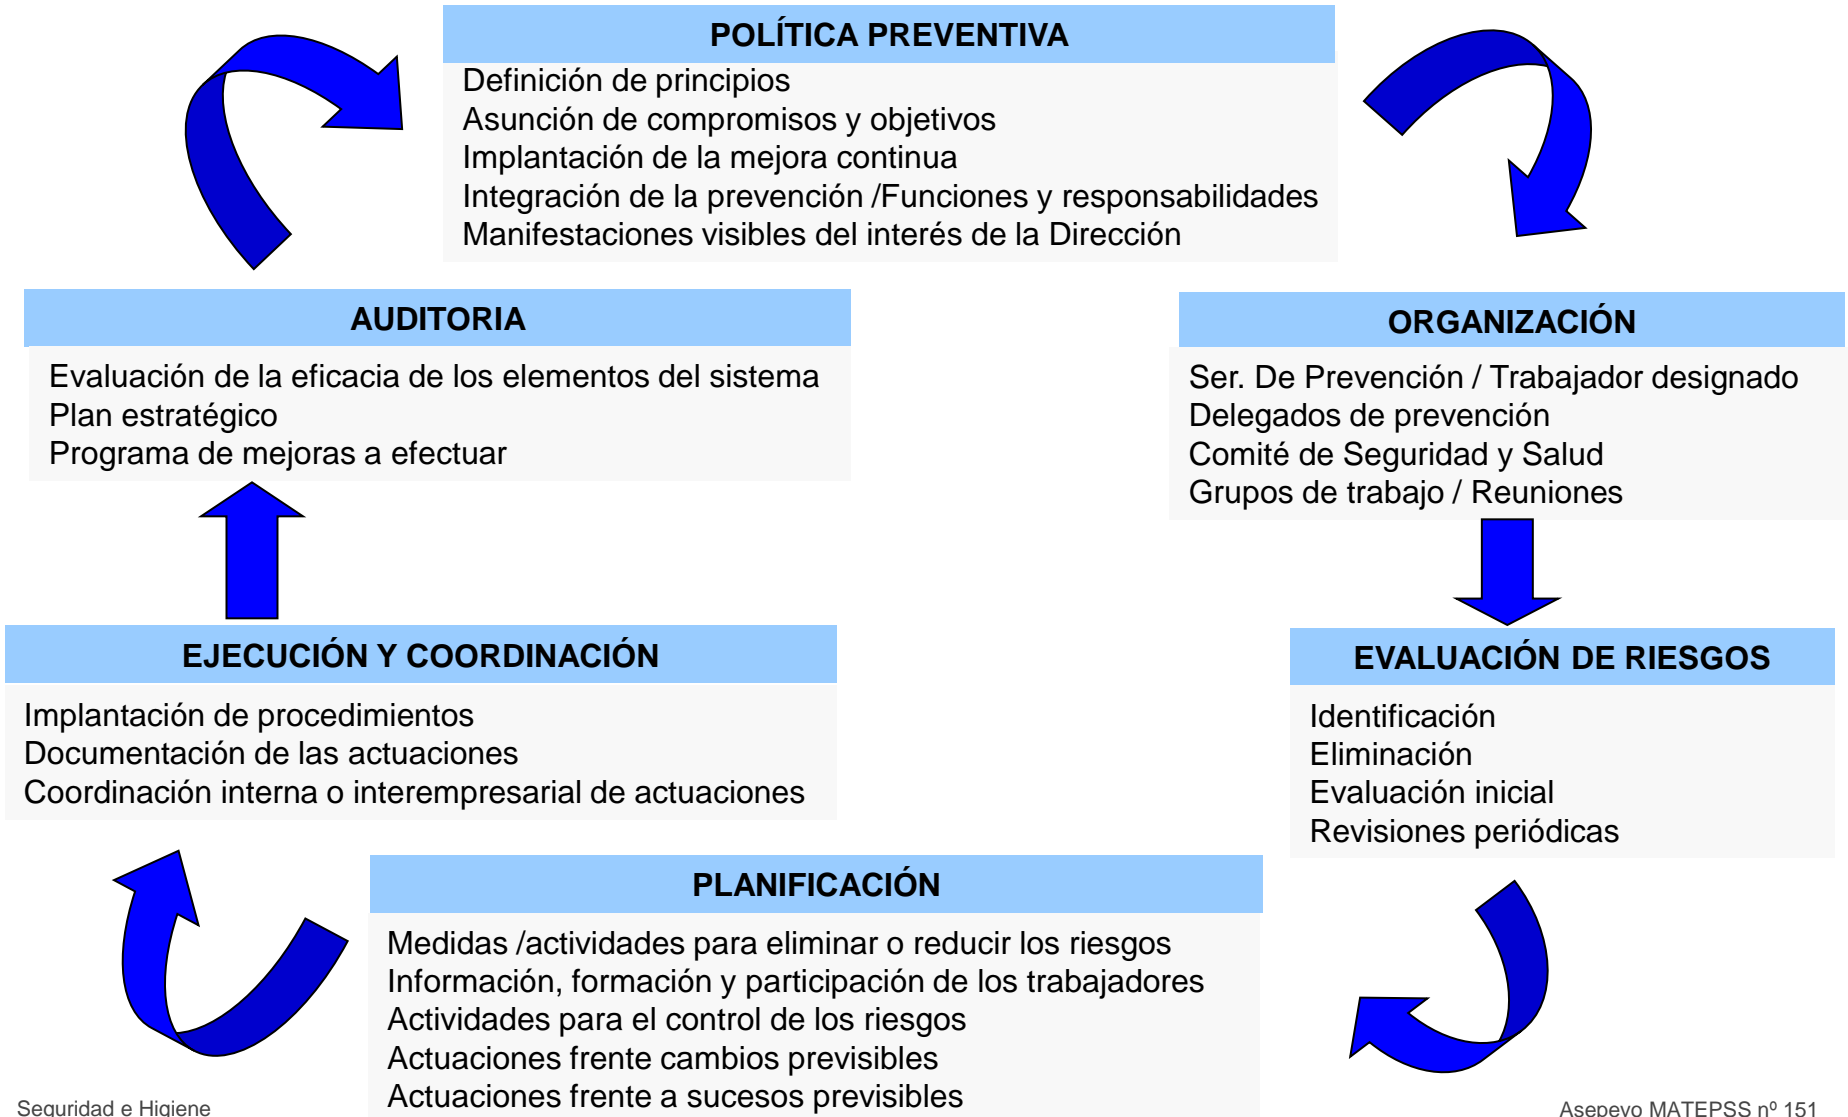 POLÍTICA PREVENTIVA
Definición de principios
Asunción de compromisos y objetivos
Implantación de la mejora continua
Integración de la prevención /Funciones y responsabilidades
Manifestaciones visibles del interés de la Dirección
ORGANIZACIÓN
Ser. De Prevención / Trabajador designado
Delegados de prevención
Comité de Seguridad y Salud
Grupos de trabajo / Reuniones
EVALUACIÓN DE RIESGOS
Identificación
Eliminación
Evaluación inicial
Revisiones periódicas
PLANIFICACIÓN
Medidas /actividades para eliminar o reducir los riesgos
Información, formación y participación de los trabajadores
Actividades para el control de los riesgos
Actuaciones frente cambios previsibles
Actuaciones frente a sucesos previsibles
EJECUCIÓN Y COORDINACIÓN
Implantación de procedimientos
Documentación de las actuaciones
Coordinación interna o interempresarial de actuaciones
AUDITORIA
Evaluación de la eficacia de los elementos del sistema
Plan estratégico
Programa de mejoras a efectuar
Seguridad e Higiene
Asepeyo MATEPSS nº 151